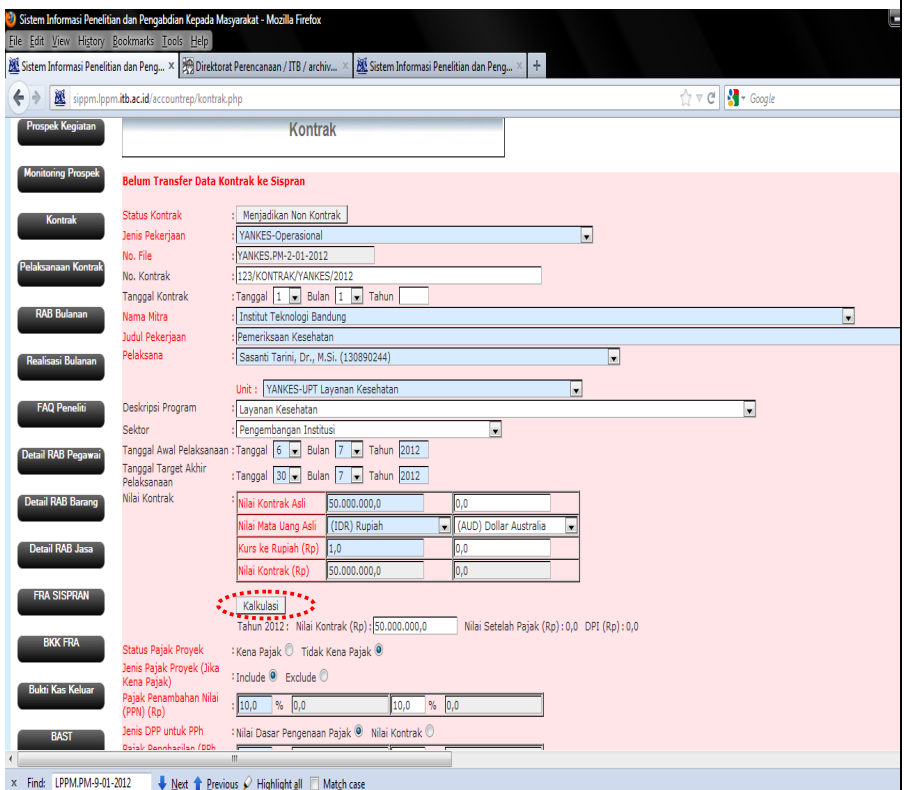 Sistem Informasi Penelitian dan Pengabdian Kepada Masyarakat - Mozilla Firefox
File Edit View History Bookmarks Tools Help
Sistem Informasi Penelitian dan Peng... × Direktorat Perencanaan / ITB / archiv... × Sistem Informasi Penelitian dan Peng... × +
sippm.lppm.itb.ac.id/accountrep/kontrak.php Google
Prospek Kegiatan
Kontrak
Monitoring Prospek
Belum Transfer Data Kontrak ke Sispran
Kontrak
Status Kontrak : Menjadikan Non Kontrak
Jenis Pekerjaan : YANKES-Operasional
No. File : YANKES.PM-2-01-2012
Pelaksanaan Kontrak
No. Kontrak : 123/KONTRAK/YANKES/2012
Tanggal Kontrak : Tanggal 1 Bulan 1 Tahun
RAB Bulanan
Nama Mitra : Institut Teknologi Bandung
Judul Pekerjaan : Pemeriksaan Kesehatan
Realisasi Bulanan
Pelaksana : Sasanti Tarini, Dr., M.Si. (130890244)
Unit : YANKES-UPT Layanan Kesehatan
FAQ Peneliti
Deskripsi Program : Layanan Kesehatan
Sektor : Pengembangan Institusi
Detail RAB Pegawai
Tanggal Awal Pelaksanaan : Tanggal 6 Bulan 7 Tahun 2012
Tanggal Target Akhir
Pelaksanaan : Tanggal 30 Bulan 7 Tahun 2012
Detail RAB Barang
Nilai Kontrak : Nilai Kontrak Asli 50.000.000,0 0,0
Nilai Mata Uang Asli (IDR) Rupiah (AUD) Dollar Australia
Detail RAB Jasa
Kurs ke Rupiah (Rp) 1,0 0,0
Nilai Kontrak (Rp) 50.000.000,0 0,0
FRA SISPRAN
Kalkulasi
Tahun 2012 : Nilai Kontrak (Rp) : 50.000.000,0 Nilai Setelah Pajak (Rp) : 0,0 DPI (Rp) : 0,0
BKK FRA
Status Pajak Proyek : Kena Pajak Tidak Kena Pajak
Jenis Pajak Proyek (Jika
Kena Pajak) : Include Exclude
Bukti Kas Keluar
Pajak Penambahan Nilai
(PPN) (Rp) : 10,0 % 0,0 10,0 % 0,0
BAST
Jenis DPP untuk PPh : Nilai Dasar Pengenaan Pajak Nilai Kontrak
Pajak Penghasilan (PPh
× Find: LPPM.PM-9-01-2012 Next Previous Highlight all Match case